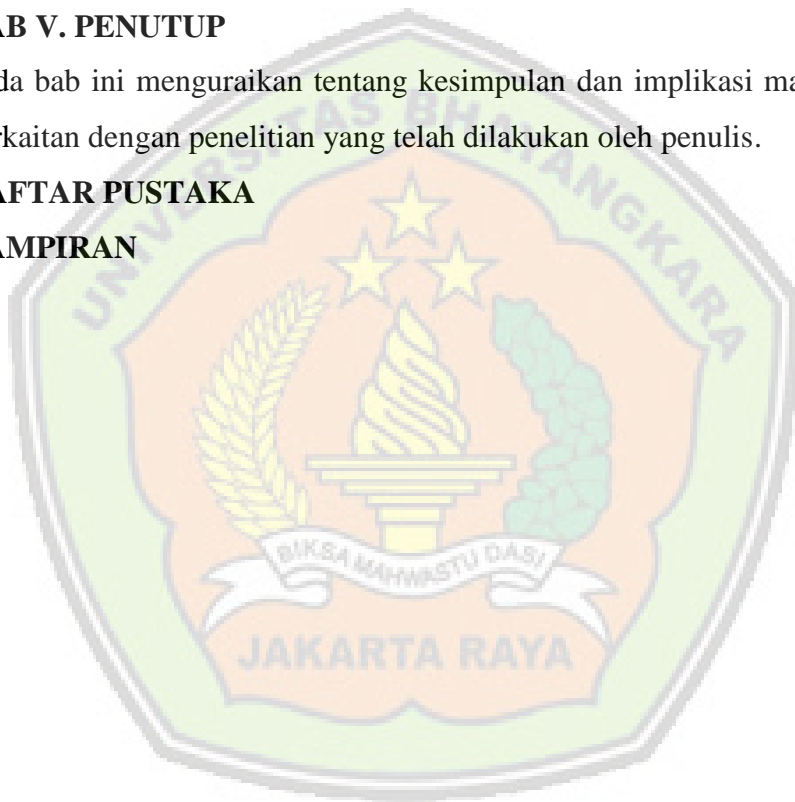 AB V. PENUTUP
da bab ini menguraikan tentang kesimpulan dan implikasi ma
rkaitan dengan penelitian yang telah dilakukan oleh penulis.
AFTAR PUSTAKA
AMPIRAN
UNIVERSITAS BHAYANGKARA
BIKSA MAHWASTU DASI
JAKARTA RAYA